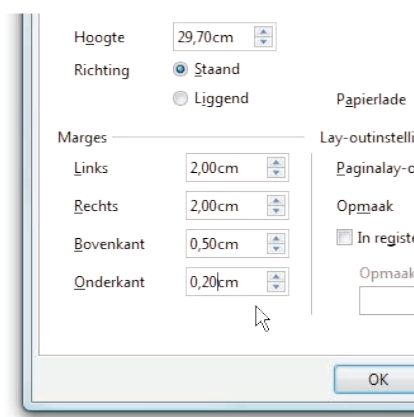 Hoogte 29,70cm
Richting Staand
Liggend Papierlade
Marges Lay-outinstelli
Links 2,00cm Paginalay-o
Rechts 2,00cm Opmaak
Bovenkant 0,50cm In registe
Onderkant 0,20cm Opmaak
OK